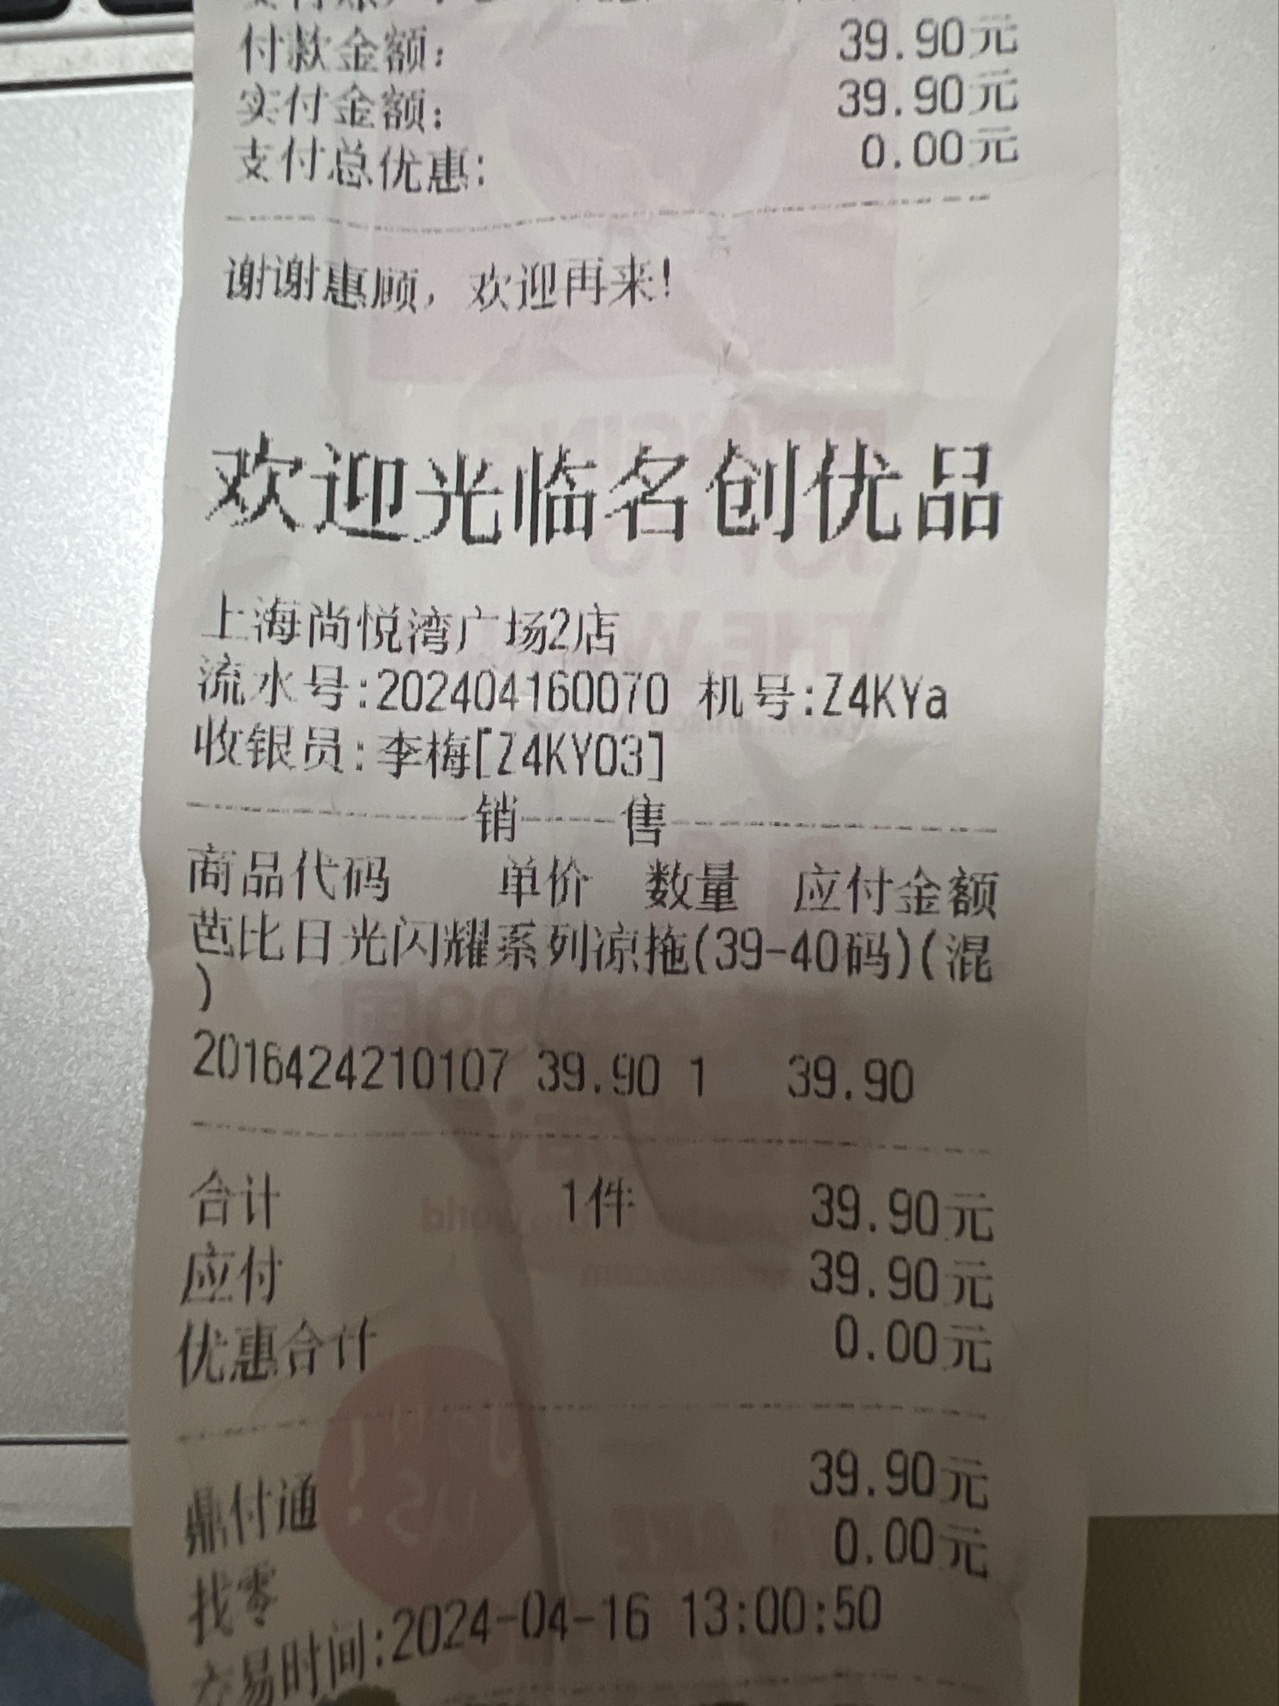 付款金额: 39.90元
实付金额: 39.90元
支付总优惠: 0.00元
谢谢惠顾，欢迎再来!
欢迎光临名创优品
上海尚悦湾广场2店
流水号:202404160070 机号:Z4KYa
收银员:李梅[Z4KY03]
销 售
商品代码 单价 数量 应付金额
芭比日光闪耀系列凉拖(39-40码)(混
)
2016424210107 39.90 1 39.90
合计 1件 39.90元
应付 39.90元
优惠合计 0.00元
鼎付通 39.90元
找零 0.00元
交易时间:2024-04-16 13:00:50